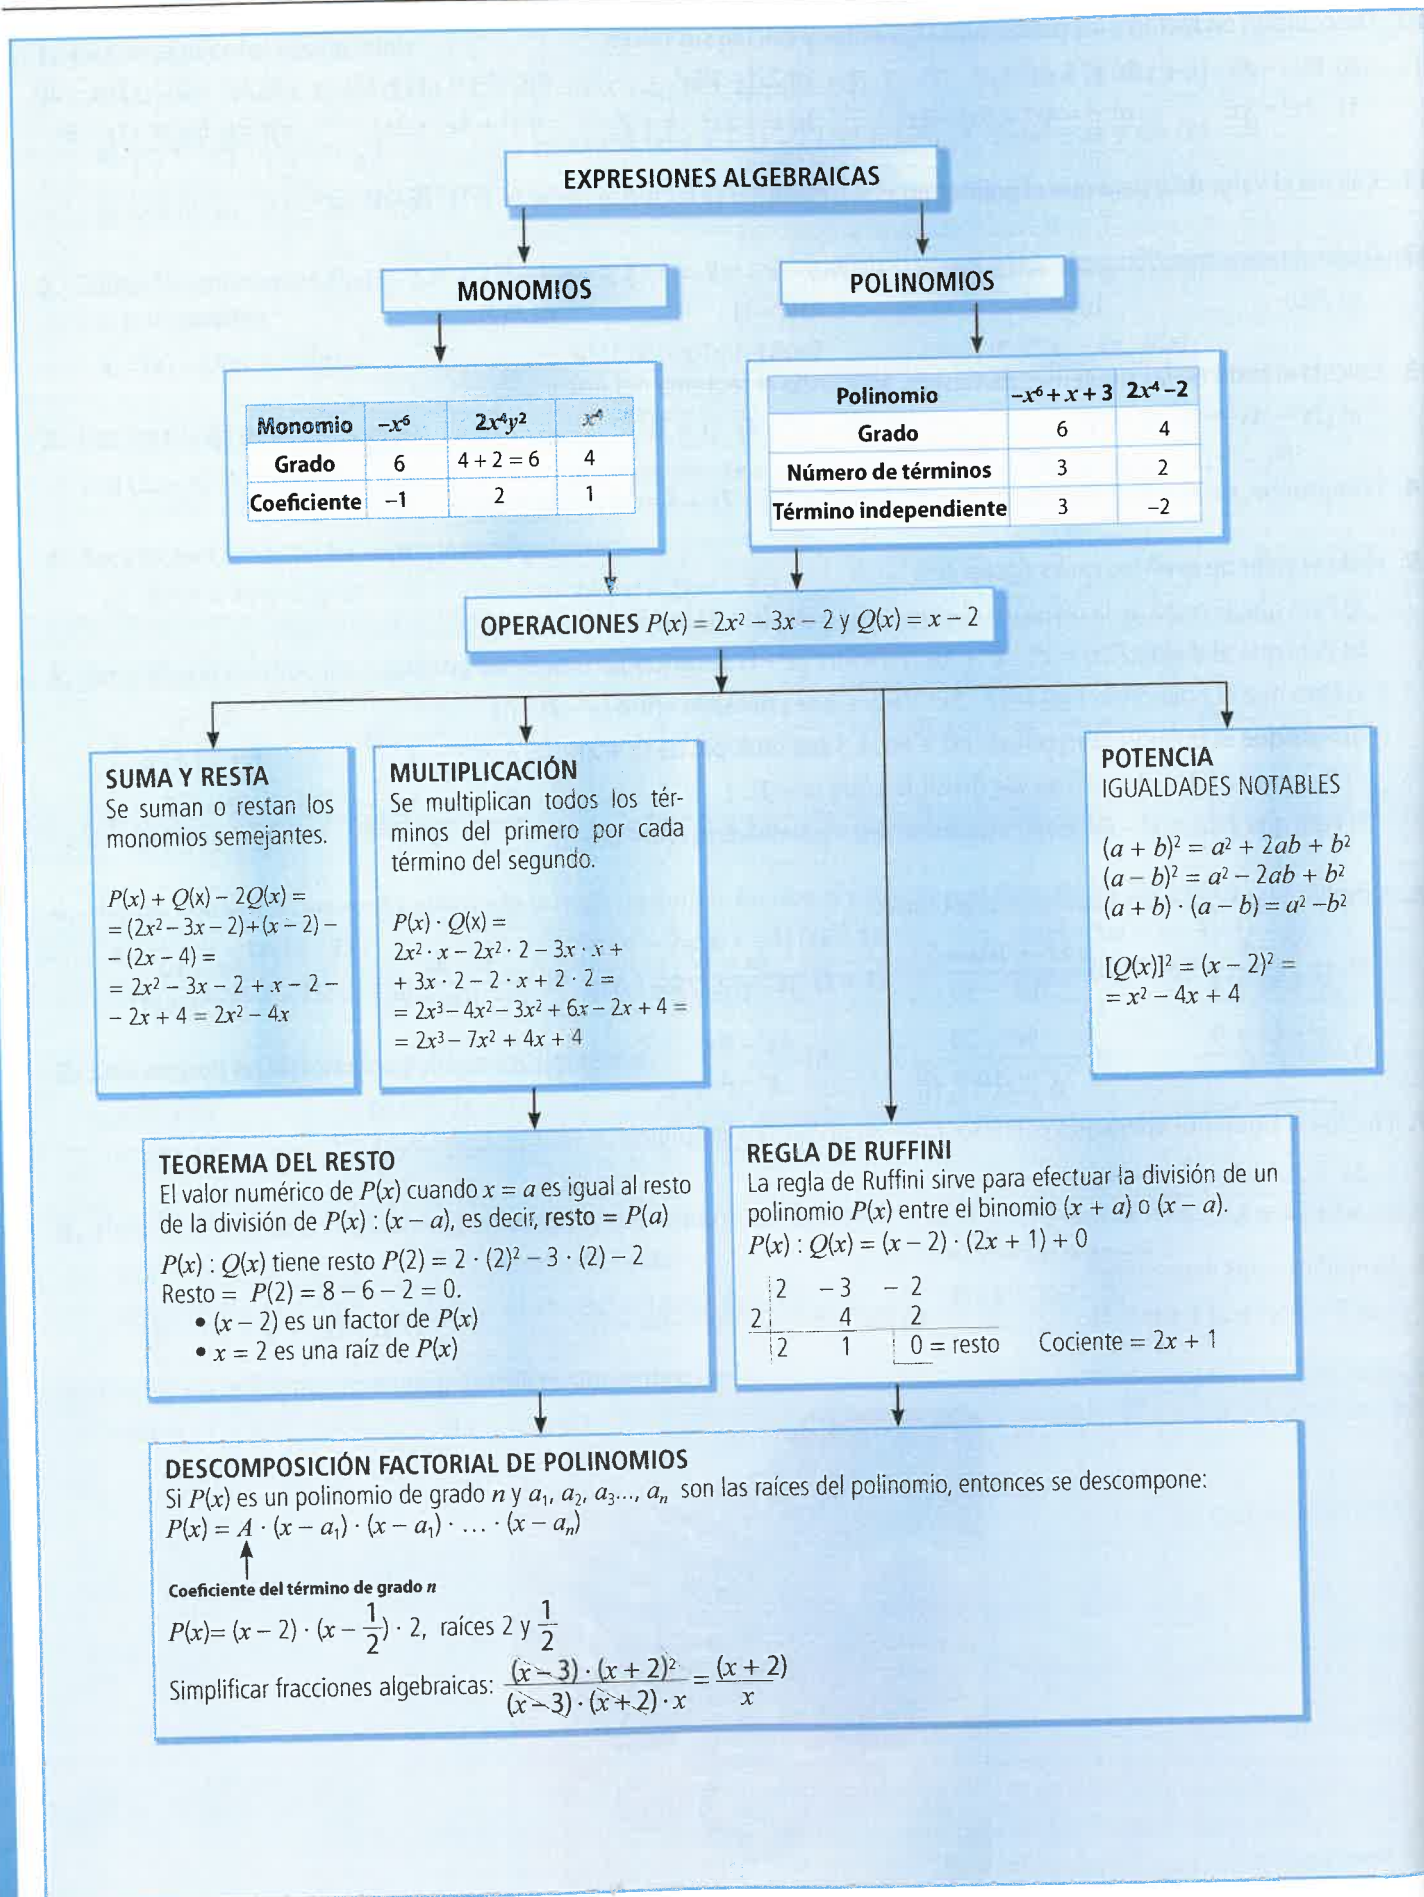 EXPRESIONES ALGEBRAICAS
MONOMIOS
POLINOMIOS
Monomio –x⁶ 2x⁴y² x⁴
Grado 6 4 + 2 = 6 4
Coeficiente –1 2 1
Polinomio –x⁶ + x + 3 2x⁴ –2
Grado 6 4
Número de términos 3 2
Término independiente 3 –2
OPERACIONES P(x) = 2x² – 3x – 2 y Q(x) = x – 2
SUMA Y RESTA
Se suman o restan los
monomios semejantes.
P(x) + Q(x) – 2Q(x) =
= (2x² – 3x – 2)+(x – 2) –
– (2x – 4) =
= 2x² – 3x – 2 + x – 2 –
– 2x + 4 = 2x² – 4x
MULTIPLICACIÓN
Se multiplican todos los tér-
minos del primero por cada
término del segundo.
P(x) · Q(x) =
2x² · x – 2x² · 2 – 3x · x +
+ 3x · 2 – 2 · x + 2 · 2 =
= 2x³ – 4x² – 3x² + 6x – 2x + 4 =
= 2x³ – 7x² + 4x + 4
POTENCIA
IGUALDADES NOTABLES
(a + b)² = a² + 2ab + b²
(a – b)² = a² – 2ab + b²
(a + b) · (a – b) = a² –b²
[Q(x)]² = (x – 2)² =
= x² – 4x + 4
TEOREMA DEL RESTO
El valor numérico de P(x) cuando x = a es igual al resto
de la división de P(x) : (x – a), es decir, resto = P(a)
P(x) : Q(x) tiene resto P(2) = 2 · (2)² – 3 · (2) – 2
Resto = P(2) = 8 – 6 – 2 = 0.
• (x – 2) es un factor de P(x)
• x = 2 es una raíz de P(x)
REGLA DE RUFFINI
La regla de Ruffini sirve para efectuar la división de un
polinomio P(x) entre el binomio (x + a) o (x – a).
P(x) : Q(x) = (x – 2) · (2x + 1) + 0
2 – 3 – 2
2 4 2
2 1 0 = resto Cociente = 2x + 1
DESCOMPOSICIÓN FACTORIAL DE POLINOMIOS
Si P(x) es un polinomio de grado n y a₁, a₂, a₃..., aₙ son las raíces del polinomio, entonces se descompone:
P(x) = A · (x – a₁) · (x – a₁) · ... · (x – aₙ)
Coeficiente del término de grado n
P(x)= (x – 2) · (x – 1/2) · 2, raíces 2 y 1/2
Simplificar fracciones algebraicas: (x – 3) · (x + 2)² / (x – 3) · (x + 2) · x = (x + 2) / x